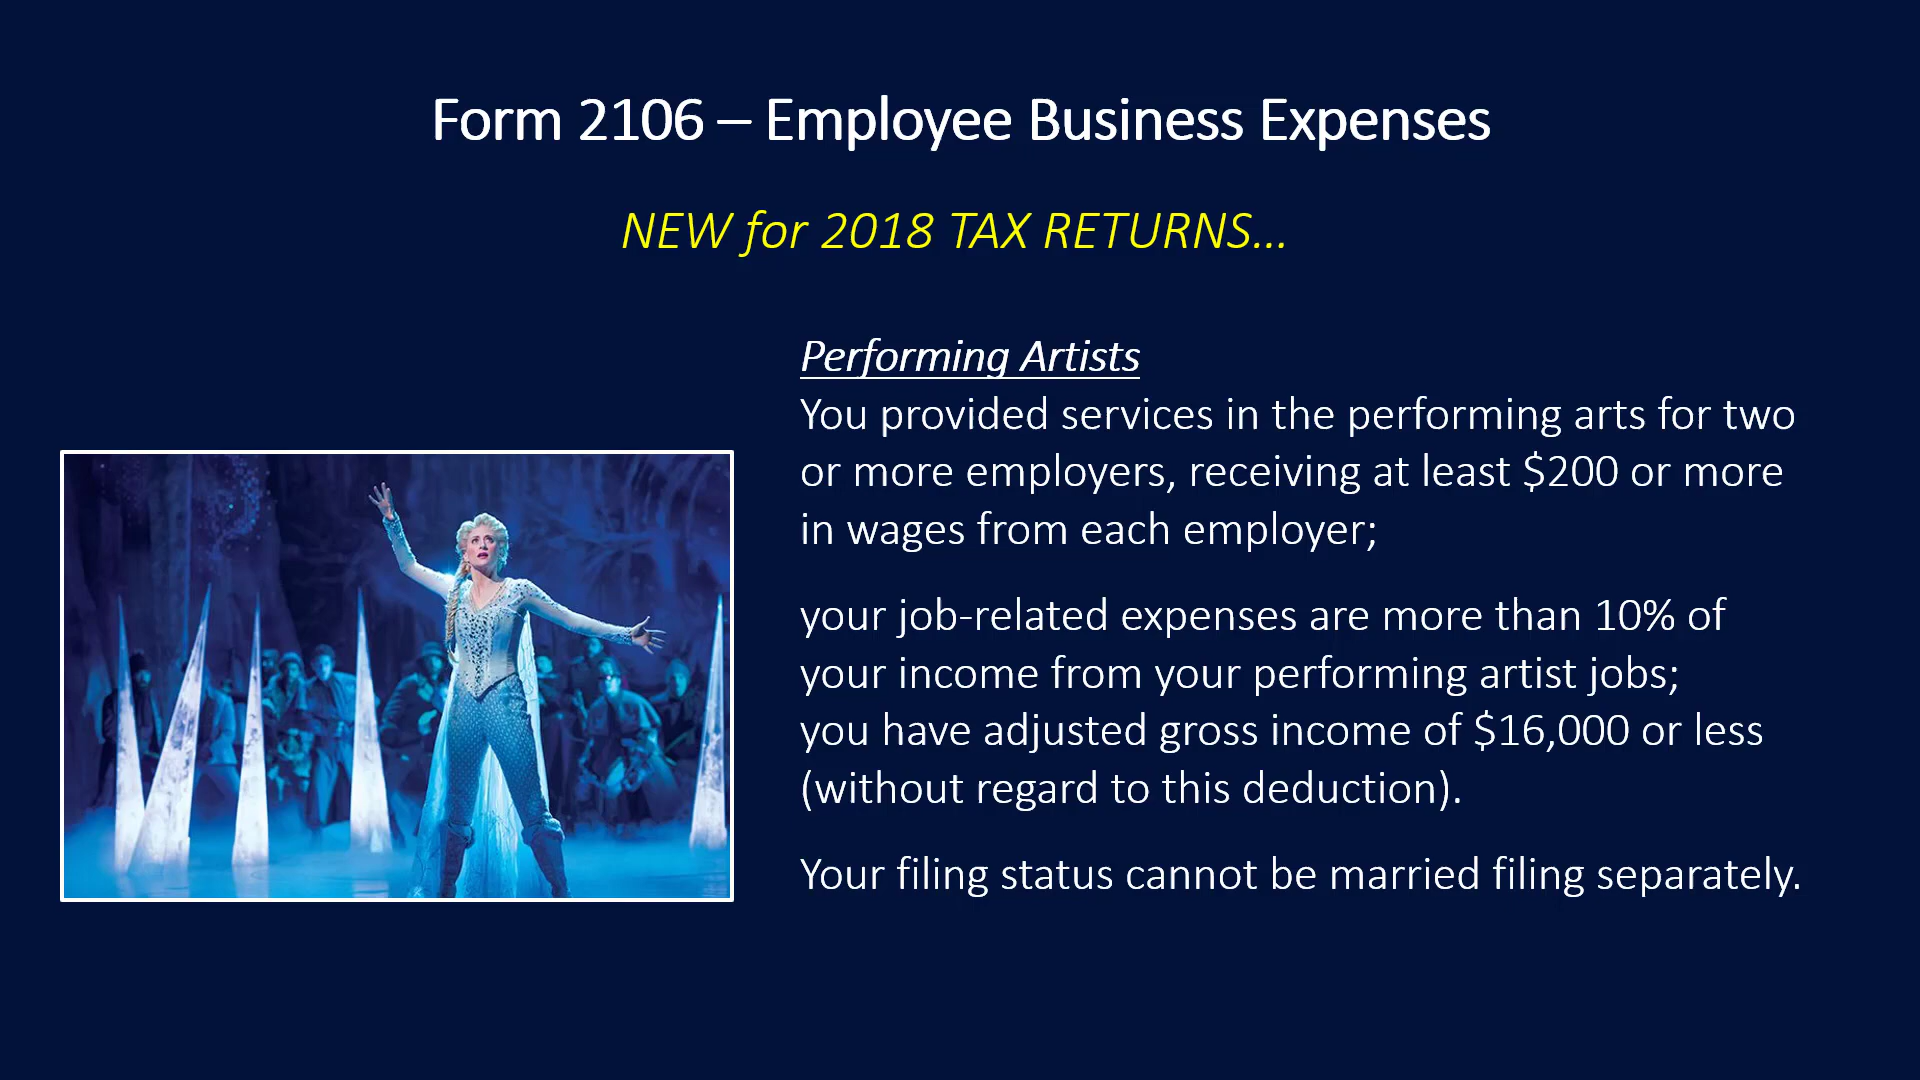 Form 2106 – Employee Business Expenses
NEW for 2018 TAX RETURNS…
Performing Artists
You provided services in the performing arts for two
or more employers, receiving at least $200 or more
in wages from each employer;
your job-related expenses are more than 10% of
your income from your performing artist jobs;
you have adjusted gross income of $16,000 or less
(without regard to this deduction).
Your filing status cannot be married filing separately.